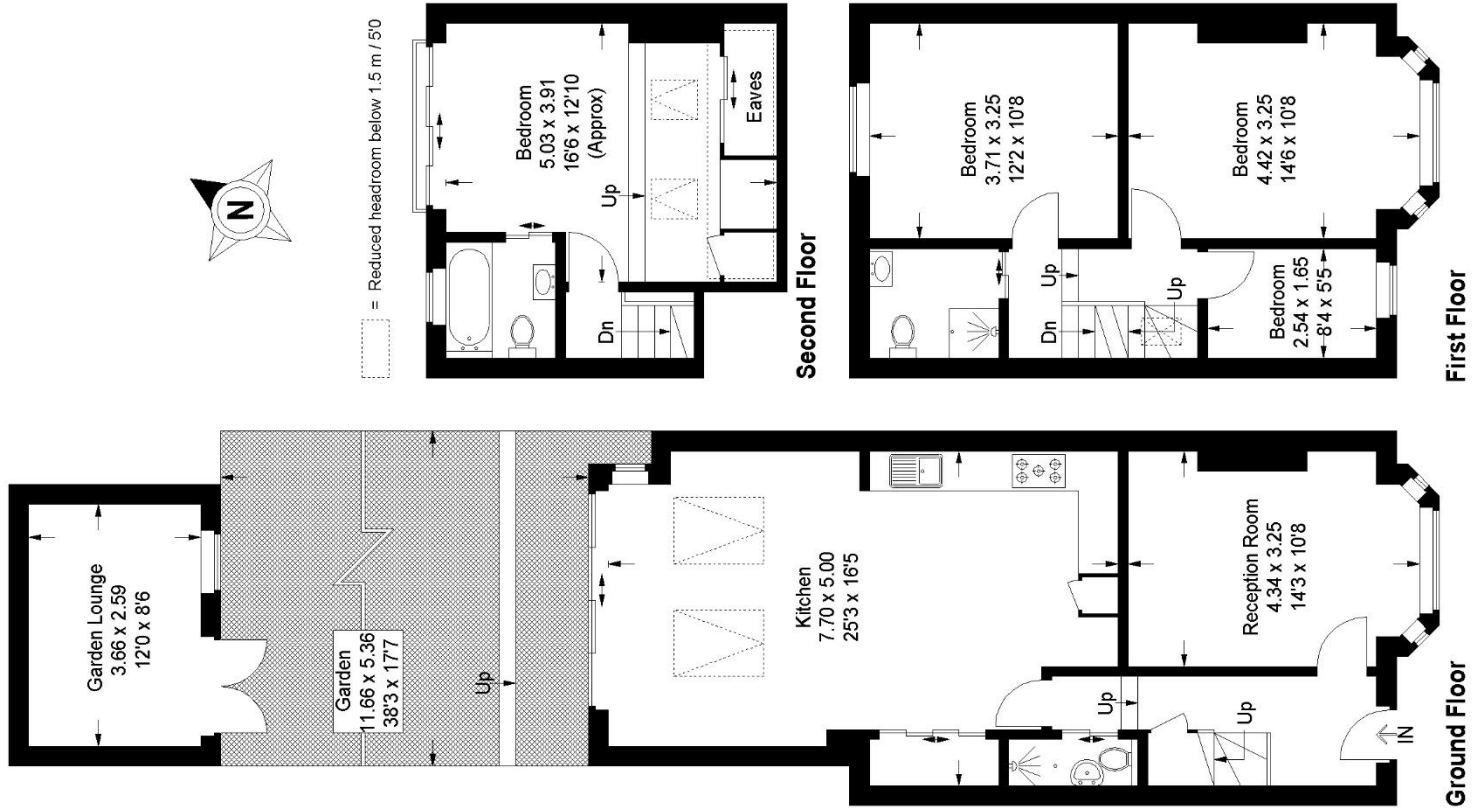 Garden Lounge
3.66 x 2.59
12'0 x 8'6
Garden
11.66 x 5.36
38'3 x 17'7
Up
Kitchen
7.70 x 5.00
25'3 x 16'5
Up
Up
Reception Room
4.34 x 3.25
14'3 x 10'8
IN
Ground Floor
N
= Reduced headroom below 1.5 m / 5'0
Bedroom
5.03 x 3.91
16'6 x 12'10
(Approx)
Up
Eaves
Dn
Second Floor
Bedroom
3.71 x 3.25
12'2 x 10'8
Up
Dn
Up
Bedroom
4.42 x 3.25
14'6 x 10'8
Bedroom
2.54 x 1.65
8'4 x 5'5
First Floor